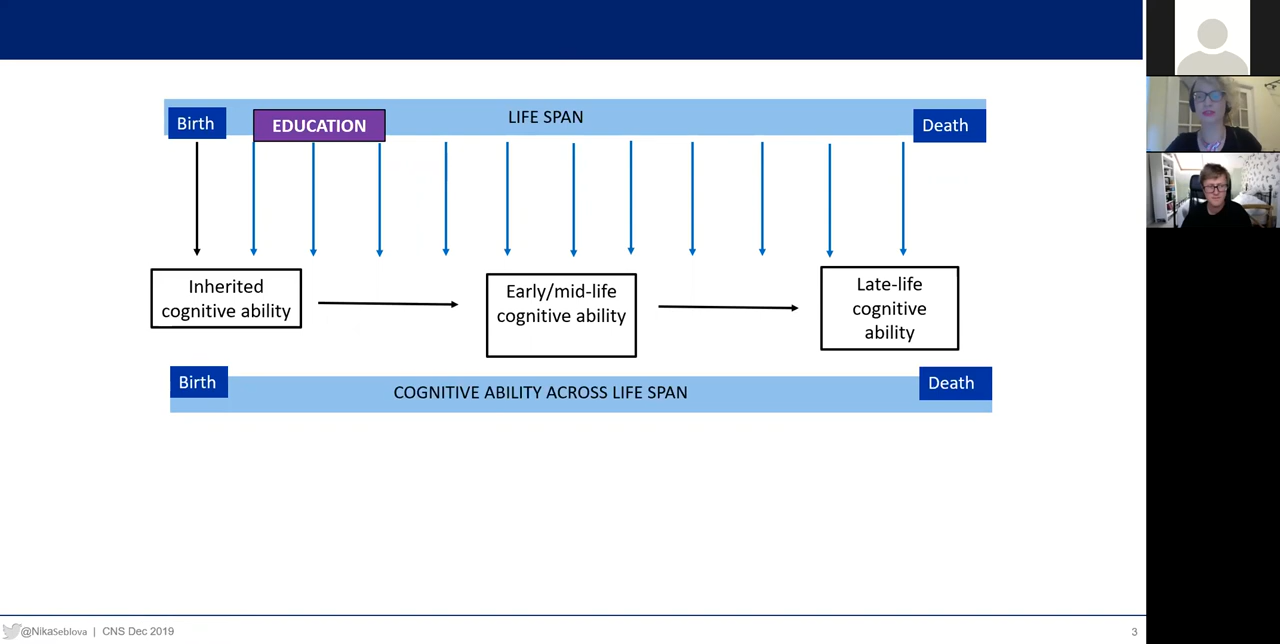 Birth
EDUCATION
LIFE SPAN
Death
Inherited
cognitive ability
Early/mid-life
cognitive ability
Late-life
cognitive
ability
Birth
COGNITIVE ABILITY ACROSS LIFE SPAN
Death
@NikaSeblova | CNS Dec 2019
3